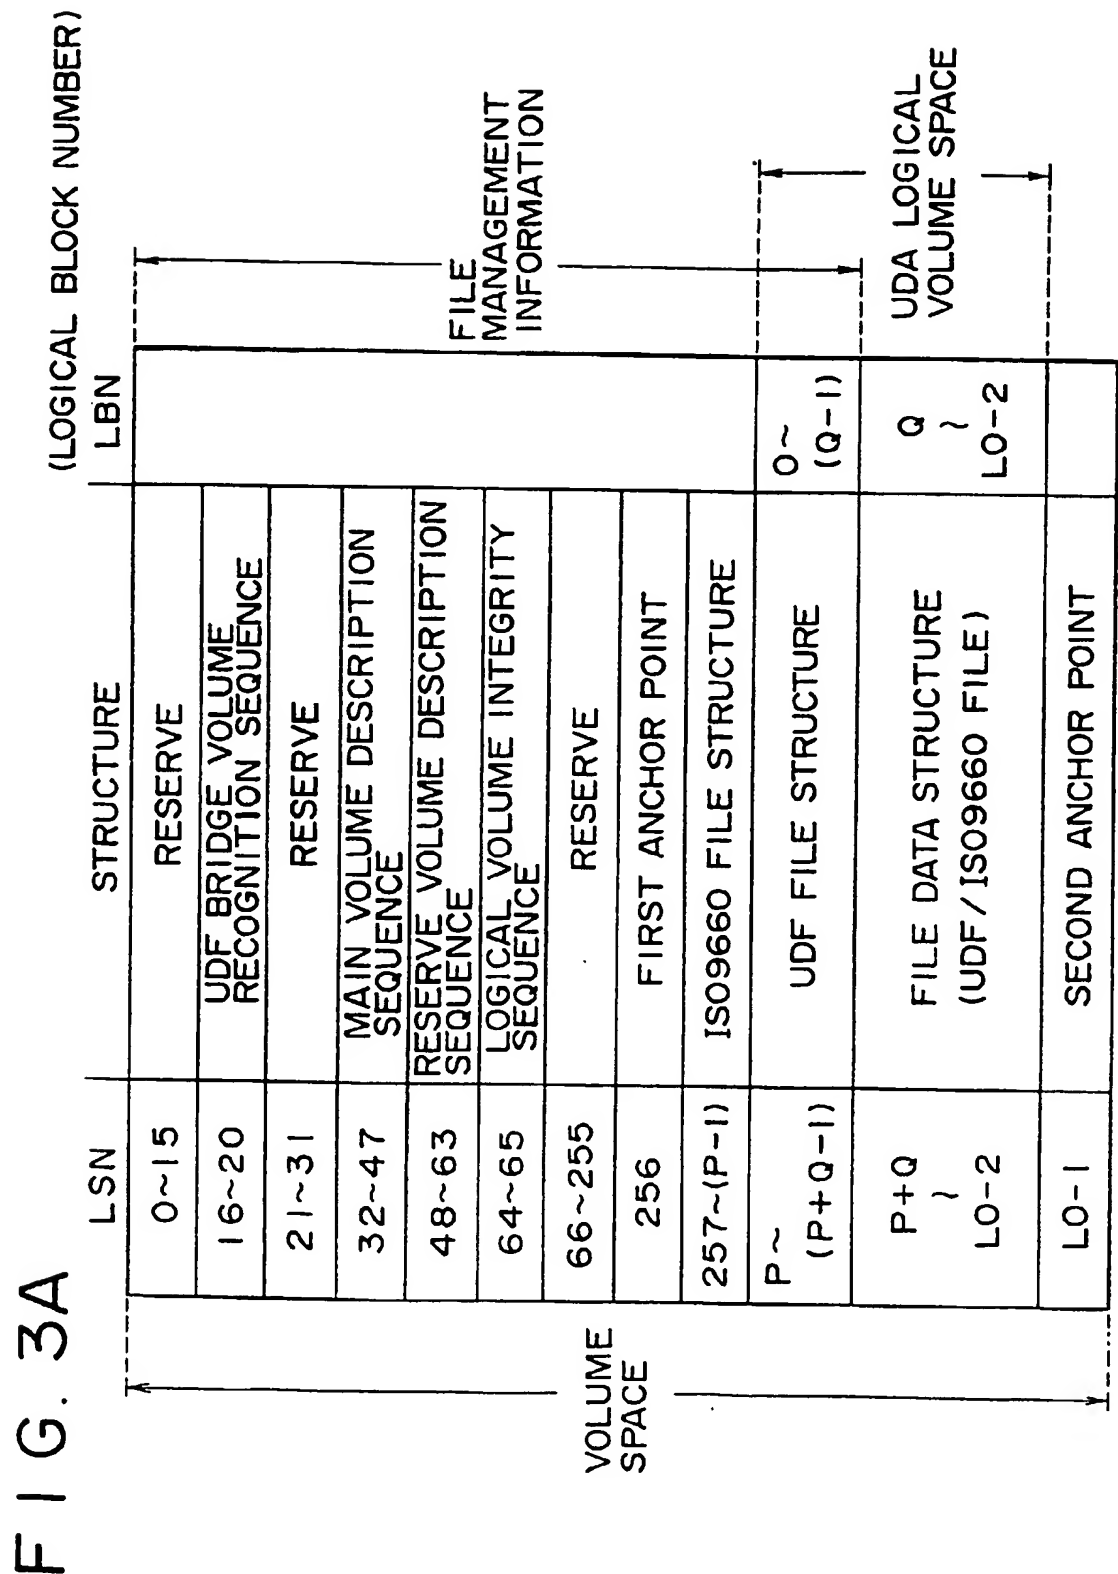 FIG. 3A
(LOGICAL BLOCK NUMBER)
LSN STRUCTURE LBN
0~15 RESERVE
16~20 UDF BRIDGE VOLUME
RECOGNITION SEQUENCE
21~31 RESERVE
32~47 MAIN VOLUME DESCRIPTION
SEQUENCE
48~63 RESERVE VOLUME DESCRIPTION
SEQUENCE
64~65 LOGICAL VOLUME INTEGRITY
SEQUENCE
66~255 RESERVE
256 FIRST ANCHOR POINT
257~(P-1) ISO9660 FILE STRUCTURE
P~
(P+Q-1)
UDF FILE STRUCTURE
0~
(Q-1)
P+Q
~
LO-2
FILE DATA STRUCTURE
(UDF/ISO9660 FILE)
Q
~
LO-2
LO-1 SECOND ANCHOR POINT
VOLUME
SPACE
FILE
MANAGEMENT
INFORMATION
UDA LOGICAL
VOLUME SPACE